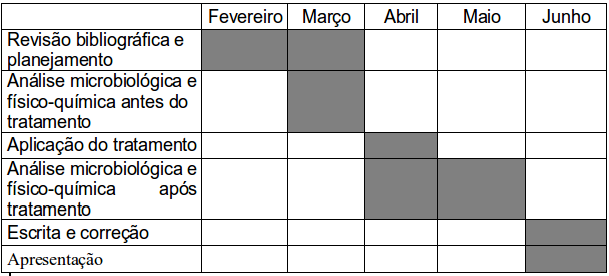 Fevereiro Março Abril Maio Junho
Revisão bibliográfica e
planejamento
Análise microbiológica e
físico-química antes do
tratamento
Aplicação do tratamento
Análise microbiológica e
físico-química após
tratamento
Escrita e correção
Apresentação